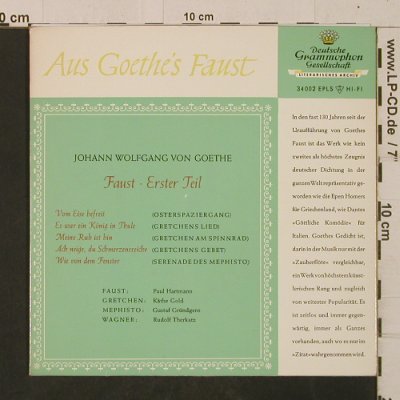 0 cm
10 cm
Aus Goethe's Faust
Deutsche
Grammophon
Gesellschaft
LITERARISCHES ARCHIV
34 002 EPLS HI-FI
JOHANN WOLFGANG VON GOETHE
Faust · Erster Teil
Vom Eise befreit (OSTERSPAZIERGANG)
Es war ein König in Thule (GRETCHENS LIED)
Meine Ruh ist hin (GRETCHEN AM SPINNRAD)
Ach neige, du Schmerzensreiche (GRETCHENS GEBET)
Wie von dem Fenster (SERENADE DES MEPHISTO)
FAUST: Paul Hartmann
GRETCHEN: Käthe Gold
MEPHISTO: Gustaf Gründgens
WAGNER: Rudolf Therkatz
In den fast 130 Jahren seit der
Uraufführung von Goethes
Faust ist das Werk wie kein
zweites als höchstes Zeugnis
deutscher Dichtung in der
ganzen Welt repräsentativ ge-
worden wie die Epen Homers
für Griechenland, wie Dantes
»Göttliche Komödie« für
Italien. Goethes Gedicht ist,
darin in der Musik nur mit der
»Zauberflöte« vergleichbar,
ein Werk von höchstem künst-
lerischen Rang und zugleich
von weitester Popularität. Es
ist zeitlos und immer gegen-
wärtig, immer als Ganzes
vorhanden, auch wo es nur im
»Zitat« wahrgenommen wird.
10 cm
www.LP-CD.de / 7"